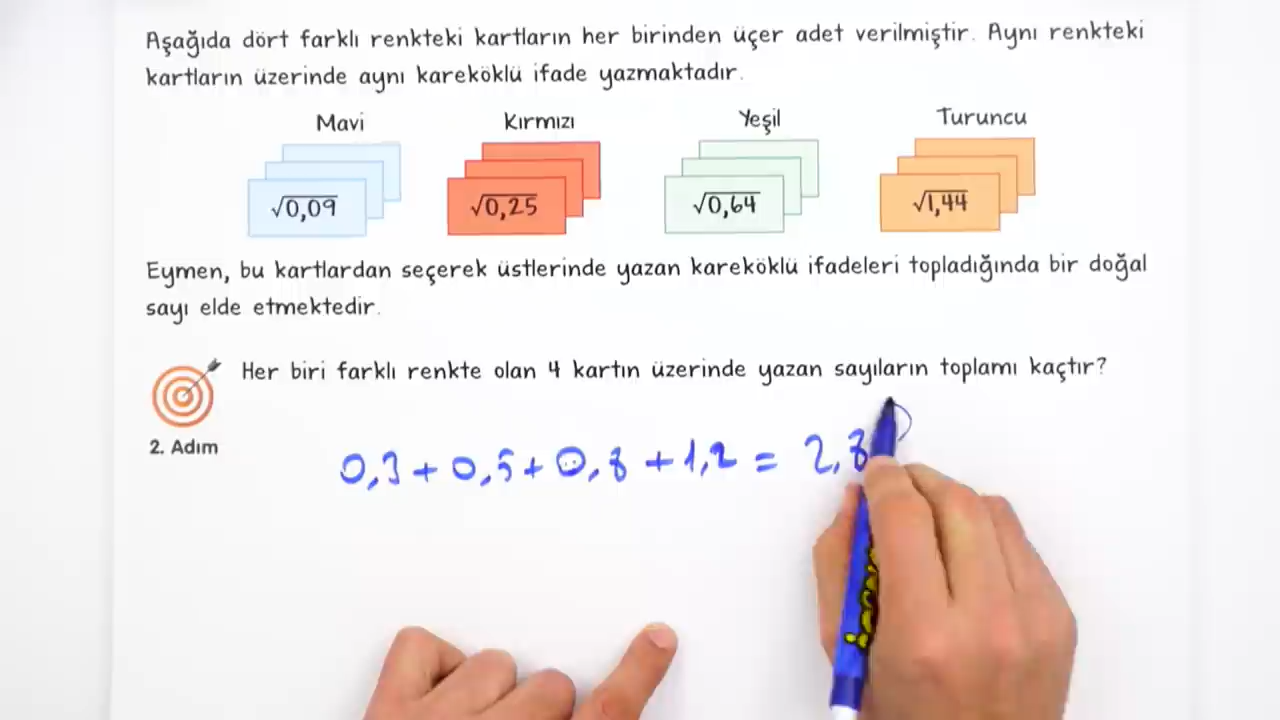 Aşağıda dört farklı renkteki kartların her birinden üçer adet verilmiştir. Aynı renkteki
kartların üzerinde aynı kareköklü ifade yazmaktadır.
Mavi Kırmızı Yeşil Turuncu
√0,09 √0,25 √0,64 √1,44
Eymen, bu kartlardan seçerek üstlerinde yazan kareköklü ifadeleri topladığında bir doğal
sayı elde etmektedir.
Her biri farklı renkte olan 4 kartın üzerinde yazan sayıların toplamı kaçtır?
2. Adım
0,3 + 0,5 + 0,8 + 1,2 = 2,8